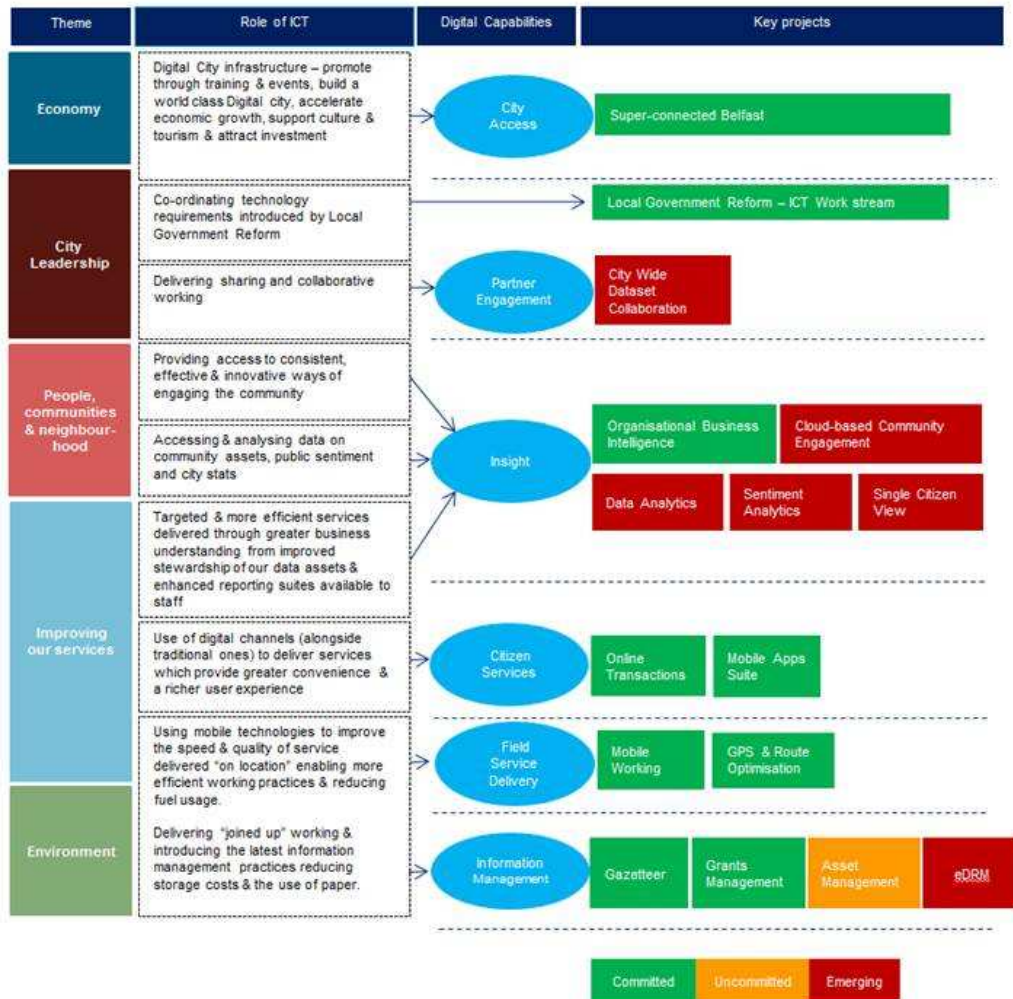 Theme
Role of ICT
Digital Capabilities
Key projects
Economy
Digital City infrastructure – promote
through training & events, build a
world class Digital city, accelerate
economic growth, support culture &
tourism & attract investment
City
Access
Super-connected Belfast
City
Leadership
Co-ordinating technology
requirements introduced by Local
Government Reform
Local Government Reform – ICT Work stream
Delivering sharing and collaborative
working
Partner
Engagement
City Wide
Dataset
Collaboration
People,
communities
& neighbour-
hood
Providing access to consistent,
effective & innovative ways of
engaging the community
Accessing & analysing data on
community assets, public sentiment
and city stats
Insight
Organisational Business
Intelligence
Cloud-based Community
Engagement
Data Analytics
Sentiment
Analytics
Single Citizen
View
Improving
our services
Targeted & more efficient services
delivered through greater business
understanding from improved
stewardship of our data assets &
enhanced reporting suites available to
staff
Use of digital channels (alongside
traditional ones) to deliver services
which provide greater convenience &
a richer user experience
Citizen
Services
Online
Transactions
Mobile Apps
Suite
Using mobile technologies to improve
the speed & quality of service
delivered "on location" enabling more
efficient working practices & reducing
fuel usage.
Field
Service
Delivery
Mobile
Working
GPS & Route
Optimisation
Environment
Delivering "joined up" working &
introducing the latest information
management practices reducing
storage costs & the use of paper.
Information
Management
Gazetteer
Grants
Management
Asset
Management
eDRM
Committed
Uncommitted
Emerging